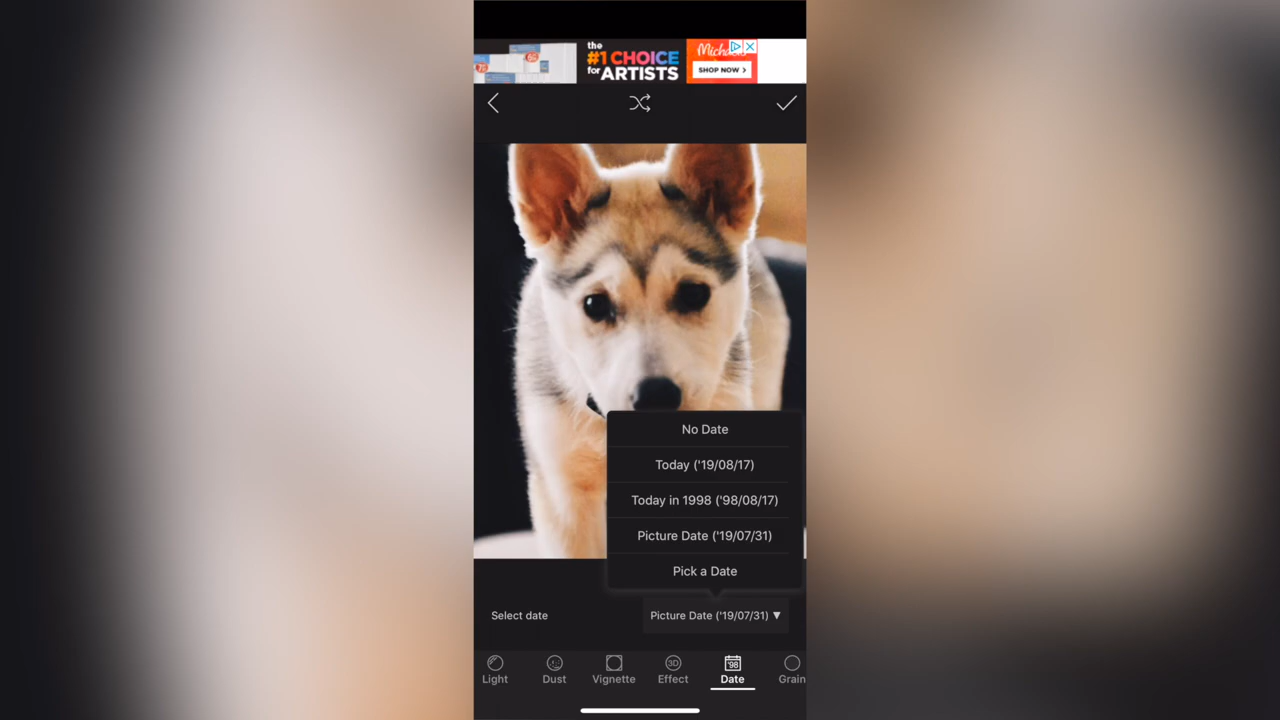 the
#1 CHOICE
for ARTISTS
Michaels
SHOP NOW >
No Date
Today ('19/08/17)
Today in 1998 ('98/08/17)
Picture Date ('19/07/31)
Pick a Date
Select date
Picture Date ('19/07/31) ▼
3D
'98
Light
Dust
Vignette
Effect
Date
Grain